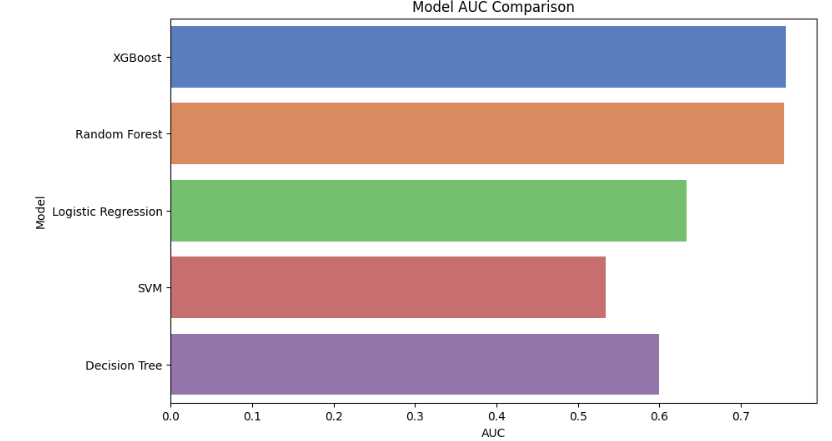 Model AUC Comparison
XGBoost
Random Forest
Logistic Regression
SVM
Decision Tree
Model
0.0 0.1 0.2 0.3 0.4 0.5 0.6 0.7
AUC